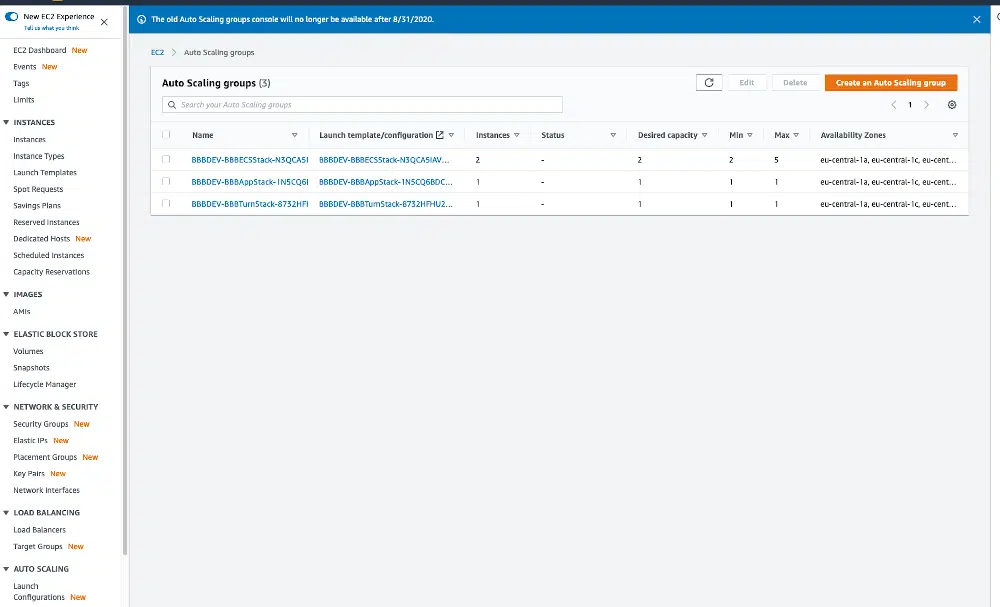 New EC2 Experience
Tell us what you think
EC2 Dashboard New
Events New
Tags
Limits
INSTANCES
Instances
Instance Types
Launch Templates
Spot Requests
Savings Plans
Reserved Instances
Dedicated Hosts New
Scheduled Instances
Capacity Reservations
IMAGES
AMIs
ELASTIC BLOCK STORE
Volumes
Snapshots
Lifecycle Manager
NETWORK & SECURITY
Security Groups New
Elastic IPs New
Placement Groups New
Key Pairs New
Network Interfaces
LOAD BALANCING
Load Balancers
Target Groups New
AUTO SCALING
Launch
Configurations New
The old Auto Scaling groups console will no longer be available after 8/31/2020.
EC2 > Auto Scaling groups
Auto Scaling groups (3) Edit Delete Create an Auto Scaling group
Search your Auto Scaling groups 1
Name Launch template/configuration Instances Status Desired capacity Min Max Availability Zones
BBBDEV-BBBECSStack-N3QCA5I BBBDEV-BBBECSStack-N3QCA5IAV... 2 - 2 2 5 eu-central-1a, eu-central-1c, eu-cent...
BBBDEV-BBBAppStack-1N5CQ6I BBBDEV-BBBAppStack-1N5CQ6BDC... 1 - 1 1 1 eu-central-1a, eu-central-1c, eu-cent...
BBBDEV-BBBTurnStack-8732HFI BBBDEV-BBBTurnStack-8732HFHU2... 1 - 1 1 1 eu-central-1a, eu-central-1c, eu-cent...